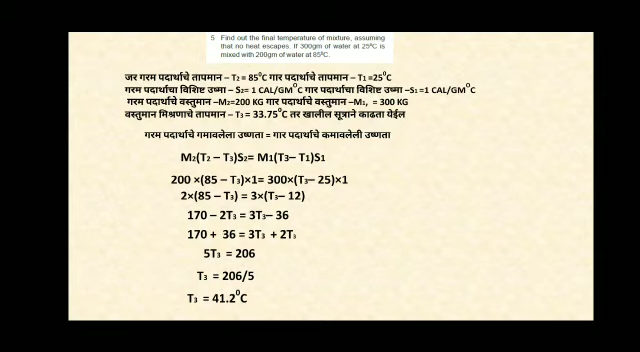 5 Find out the final temperature of mixture, assuming
that no heat escapes. If 300gm of water at 25⁰C is
mixed with 200gm of water at 85⁰C.
जर गरम पदार्थाचे तापमान – T₂ = 85⁰C गार पदार्थाचे तापमान – T₁ =25⁰C
गरम पदार्थाचा विशिष्ट उष्मा – S₂= 1 CAL/GM⁰C गार पदार्थाचा विशिष्ट उष्मा –S₁ =1 CAL/GM⁰C
गरम पदार्थाचे वस्तुमान –M₂=200 KG गार पदार्थाचे वस्तुमान –M₁, = 300 KG
वस्तुमान मिश्रणाचे तापमान – T₃ = 33.75⁰C तर खालील सूत्राने काढता येईल
गरम पदार्थाचे गमावलेला उष्णता = गार पदार्थाचे कमावलेली उष्णता
M₂(T₂ – T₃)S₂= M₁(T₃– T₁)S₁
200 ×(85 – T₃)×1= 300×(T₃– 25)×1
2×(85 – T₃) = 3×(T₃– 12)
170 – 2T₃ = 3T₃– 36
170 + 36 = 3T₃ + 2T₃
5T₃ = 206
T₃ = 206/5
T₃ = 41.2⁰C